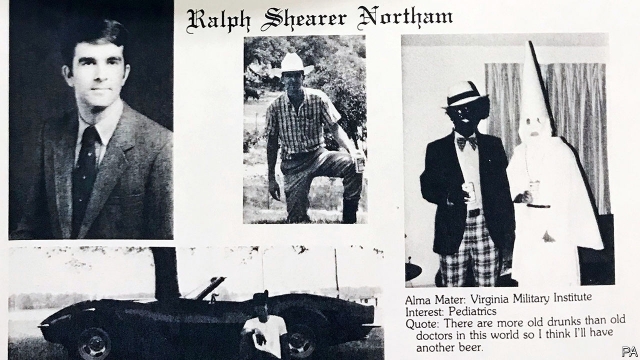 Ralph Shearer Northam
Alma Mater: Virginia Military Institute
Interest: Pediatrics
Quote: There are more old drunks than old
doctors in this world so I think I'll have
another beer.